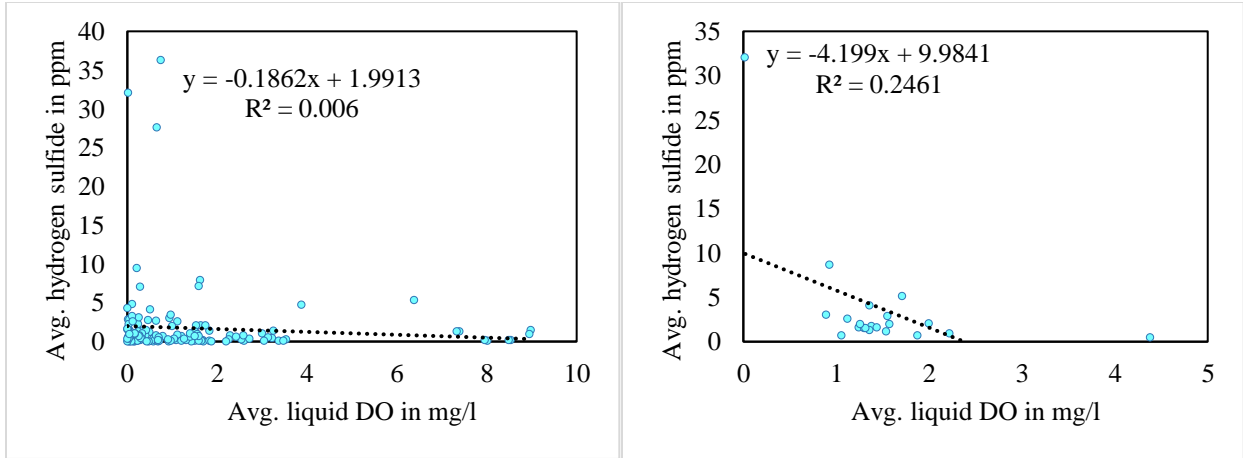 40
35
30
25
20
15
10
5
0
Avg. hydrogen sulfide in ppm
y = -0.1862x + 1.9913
R² = 0.006
0 2 4 6 8 10
Avg. liquid DO in mg/l
35
30
25
20
15
10
5
0
Avg. hydrogen sulfide in ppm
y = -4.199x + 9.9841
R² = 0.2461
0 1 2 3 4 5
Avg. liquid DO in mg/l